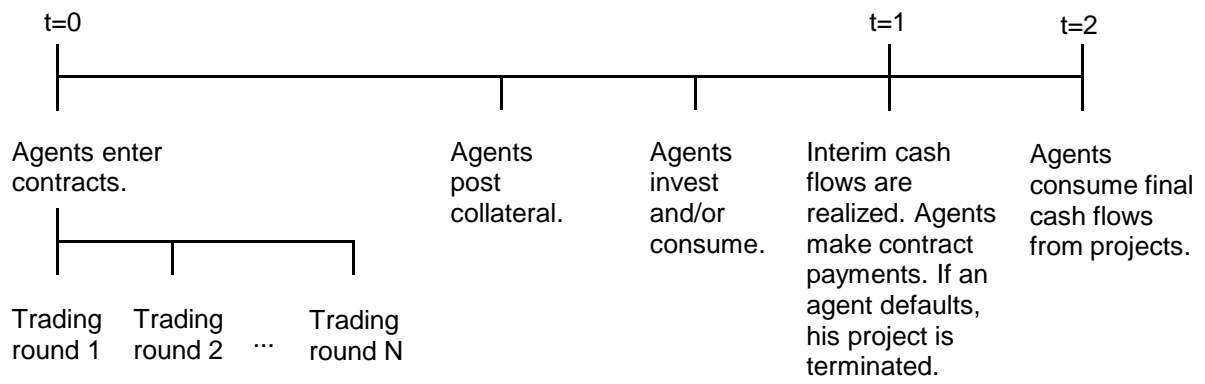 t=0
t=1
t=2
Agents enter
contracts.
Agents
post
collateral.
Agents
invest
and/or
consume.
Interim cash
flows are
realized. Agents
make contract
payments. If an
agent defaults,
his project is
terminated.
Agents
consume final
cash flows
from projects.
Trading
round 1
Trading
round 2
...
Trading
round N